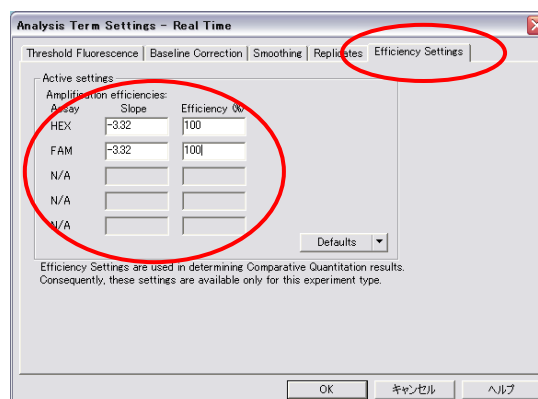 Analysis Term Settings - Real Time
Threshold Fluorescence Baseline Correction Smoothing Replicates Efficiency Settings
Active settings
Amplification efficiencies:
Assay Slope Efficiency (%)
HEX -3.32 100
FAM -3.32 100
N/A
N/A
N/A
Defaults
Efficiency Settings are used in determining Comparative Quantitation results.
Consequently, these settings are available only for this experiment type.
OK キャンセル ヘルプ